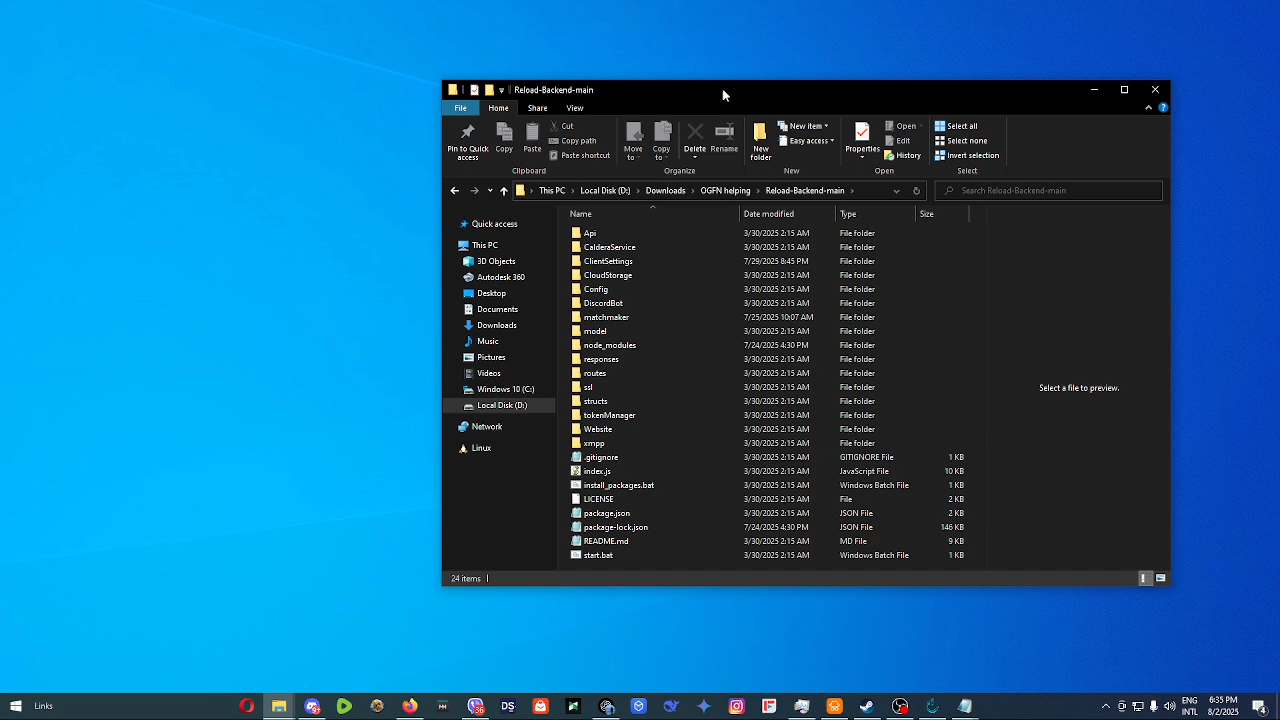 Reload-Backend-main
File Home Share View
Pin to Quick access
Copy
Paste
Cut
Copy path
Paste shortcut
Clipboard
Move to
Copy to
Delete
Rename
Organize
New folder
New item
Easy access
New
Properties
Open
Edit
History
Open
Select all
Select none
Invert selection
Select
This PC Local Disk (D:) Downloads OGFN helping Reload-Backend-main
Search Reload-Backend-main
Quick access
This PC
3D Objects
Autodesk 360
Desktop
Documents
Downloads
Music
Pictures
Videos
Windows 10 (C:)
Local Disk (D:)
Network
Linux
Name Date modified Type Size
Api 3/30/2025 2:15 AM File folder
CalderaService 3/30/2025 2:15 AM File folder
ClientSettings 7/29/2025 8:45 PM File folder
CloudStorage 3/30/2025 2:15 AM File folder
Config 3/30/2025 2:15 AM File folder
DiscordBot 3/30/2025 2:15 AM File folder
matchmaker 7/25/2025 10:07 AM File folder
model 3/30/2025 2:15 AM File folder
node_modules 7/24/2025 4:30 PM File folder
responses 3/30/2025 2:15 AM File folder
routes 3/30/2025 2:15 AM File folder
ssl 3/30/2025 2:15 AM File folder
structs 3/30/2025 2:15 AM File folder
tokenManager 3/30/2025 2:15 AM File folder
Website 3/30/2025 2:15 AM File folder
xmpp 3/30/2025 2:15 AM File folder
.gitignore 3/30/2025 2:15 AM GITIGNORE File 1 KB
index.js 3/30/2025 2:15 AM JavaScript File 10 KB
install_packages.bat 3/30/2025 2:15 AM Windows Batch File 1 KB
LICENSE 3/30/2025 2:15 AM File 2 KB
package.json 3/30/2025 2:15 AM JSON File 2 KB
package-lock.json 7/24/2025 4:30 PM JSON File 146 KB
README.md 3/30/2025 2:15 AM MD File 9 KB
start.bat 3/30/2025 2:15 AM Windows Batch File 1 KB
Select a file to preview.
24 items
Links
DS
36
ENG
INTL
6:35 PM
8/2/2025
4